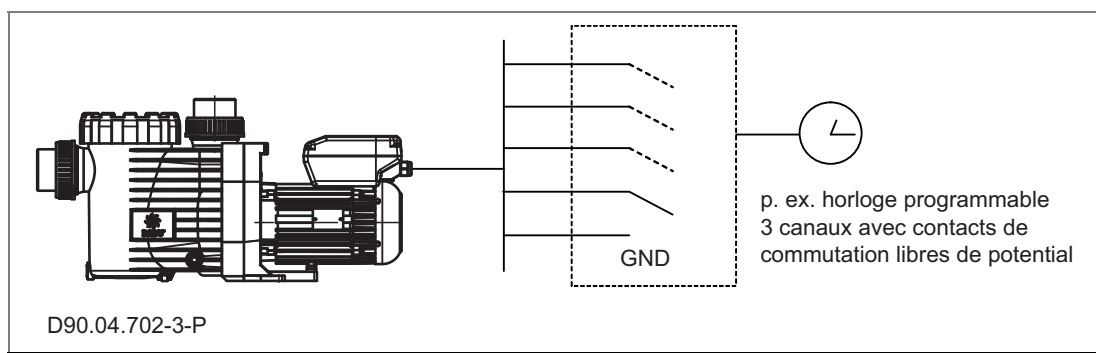 GND
p. ex. horloge programmable
3 canaux avec contacts de
commutation libres de potential
D90.04.702-3-P